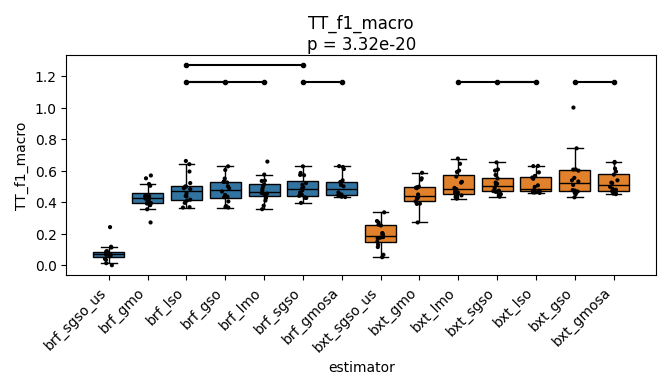 TT_f1_macro
p = 3.32e-20
TT_f1_macro
1.2
1.0
0.8
0.6
0.4
0.2
0.0
brf_sgso_us
brf_gmo
brf_lso
brf_gso
brf_lmo
brf_sgso
brf_gmosa
bxt_sgso_us
bxt_gmo
bxt_lmo
bxt_sgso
bxt_lso
bxt_gso
bxt_gmosa
estimator